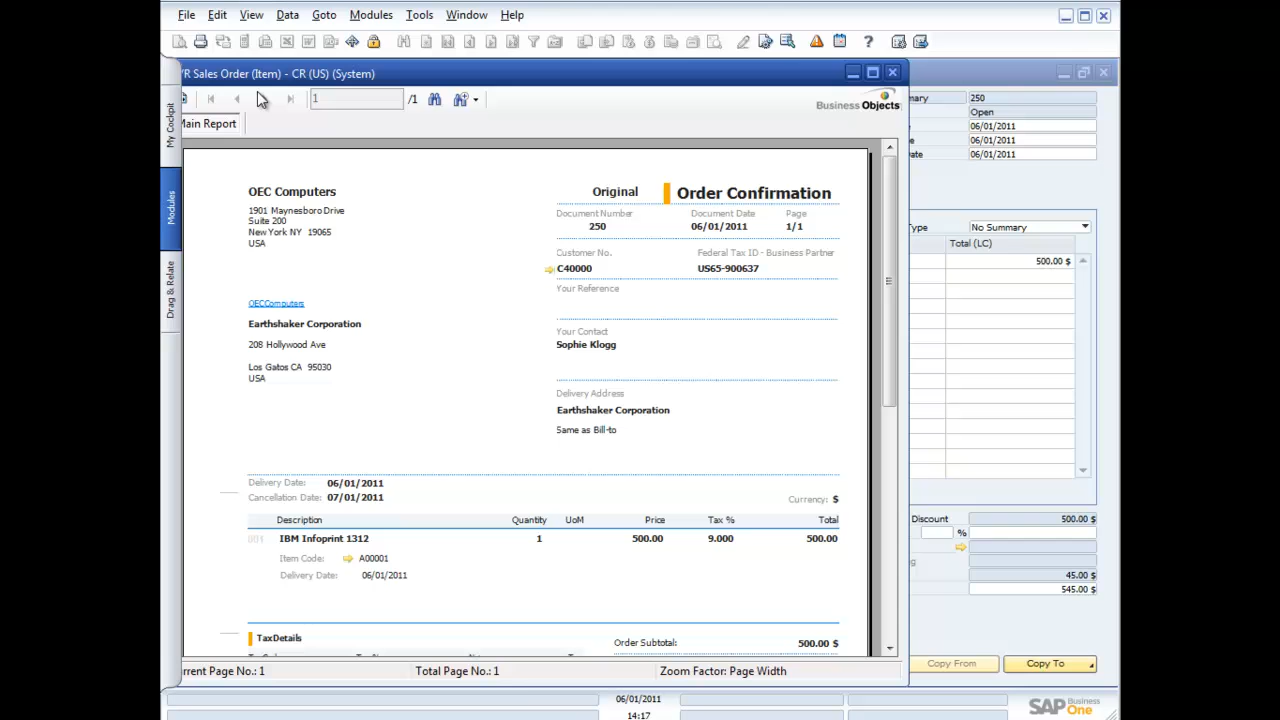 File Edit View Data Goto Modules Tools Window Help
R Sales Order (Item) - CR (US) (System)
1 /1
Business Objects
Main Report
My Cockpit
Modules
Drag & Relate
OEC Computers
Original Order Confirmation
1901 Maynesboro Drive
Suite 200
New York NY 19065
USA
Document Number Document Date Page
250 06/01/2011 1/1
Customer No. Federal Tax ID - Business Partner
C40000 US65-900637
Your Reference
OECComputers
Earthshaker Corporation
208 Hollywood Ave
Los Gatos CA 95030
USA
Your Contact
Sophie Klogg
Delivery Address
Earthshaker Corporation
Same as Bill-to
Delivery Date: 06/01/2011
Cancellation Date: 07/01/2011
Currency: $
Description Quantity UoM Price Tax % Total
001 IBM Infoprint 1312 1 500.00 9.000 500.00
Item Code: A00001
Delivery Date: 06/01/2011
TaxDetails
Order Subtotal: 500.00 $
rrent Page No.: 1 Total Page No.: 1 Zoom Factor: Page Width
mary 250
Open
06/01/2011
te 06/01/2011
Date 06/01/2011
Type No Summary
Total (LC)
500.00 $
Discount 500.00 $
%
g
45.00 $
545.00 $
Copy From Copy To
06/01/2011
14:17
SAP Business One